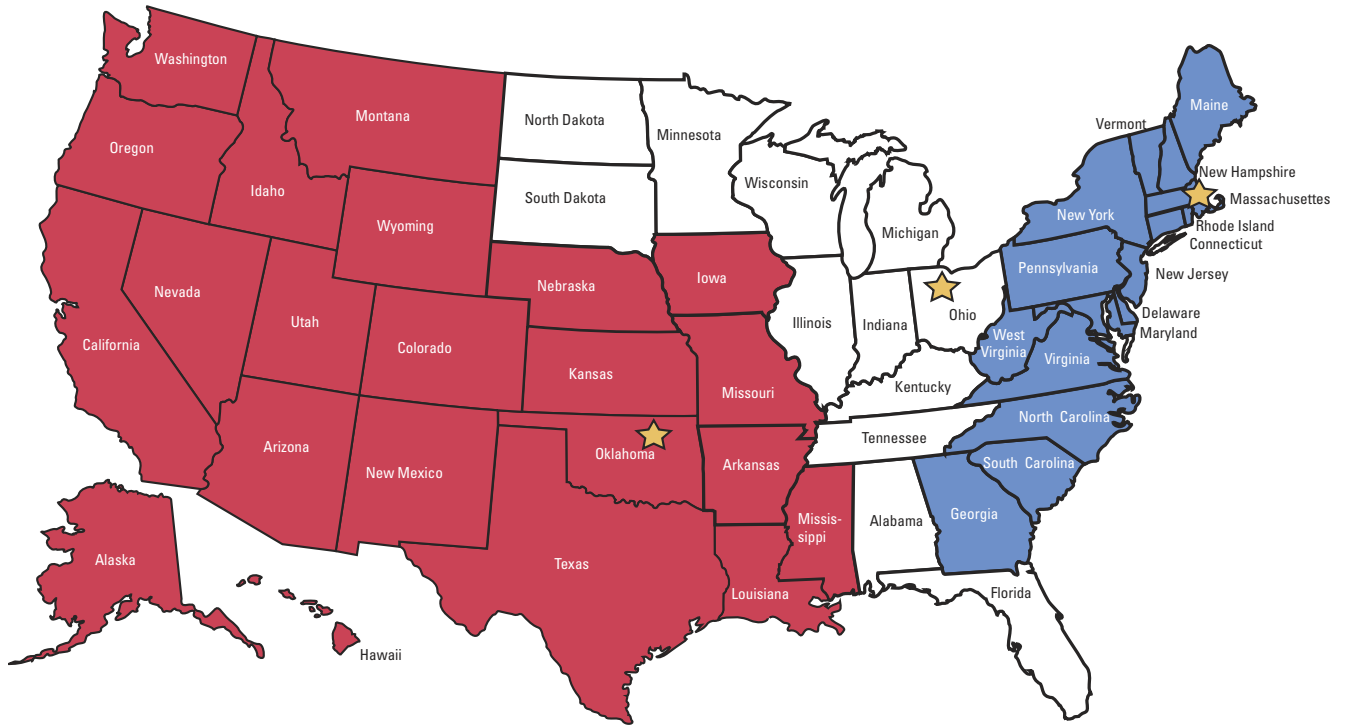 Washington
Maine
Montana
North Dakota
Vermont
Minnesota
Oregon
New Hampshire
Wisconsin
Idaho
South Dakota
Massachusettes
New York
Wyoming
Rhode Island
Michigan
Connecticut
Pennsylvania
New Jersey
Iowa
Nebraska
Nevada
Delaware
Ohio
Utah
Illinois
Indiana
Maryland
West
Virginia
California
Colorado
Virginia
Kansas
Kentucky
Missouri
North Carolina
Tennessee
Arizona
Oklahoma
South Carolina
Arkansas
New Mexico
Georgia
Missis-
sippi
Alabama
Alaska
Texas
Florida
Louisiana
Hawaii